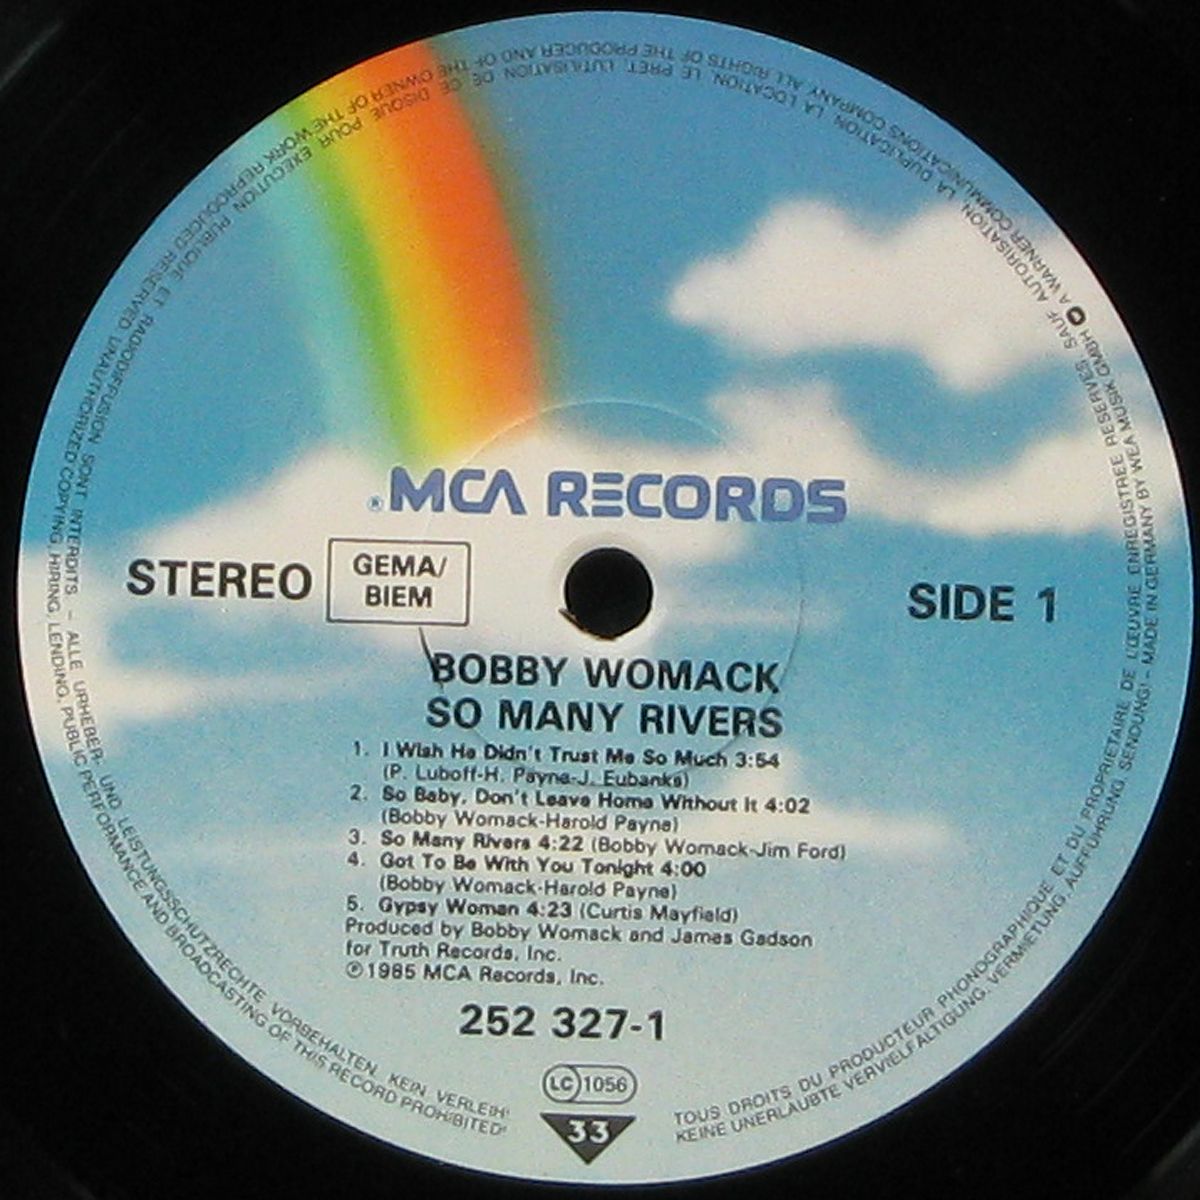 ® MCA RECORDS
STEREO
GEMA/
BIEM
SIDE 1
BOBBY WOMACK
SO MANY RIVERS
1. I Wish He Didn't Trust Me So Much 3:54
(P. Luboff-H. Payne-J. Eubanks)
2. So Baby, Don't Leave Home Without It 4:02
(Bobby Womack-Harold Payne)
3. So Many Rivers 4:22 (Bobby Womack-Jim Ford)
4. Got To Be With You Tonight 4:00
(Bobby Womack-Harold Payne)
5. Gypsy Woman 4:23 (Curtis Mayfield)
Produced by Bobby Womack and James Gadson
for Truth Records, Inc.
℗ 1985 MCA Records, Inc.
252 327-1
LC 1056
33
TOUS DROITS DU PRODUCTEUR PHONOGRAPHIQUE ET DU PROPRIETAIRE DE L'ŒUVRE ENREGISTREE RESERVES. SAUF AUTORISATION, LA DUPLICATION, LA LOCATION, LE PRET, L'UTILISATION DE CE DISQUE POUR EXECUTION PUBLIQUE ET RADIODIFFUSION SONT INTERDITS – ALLE URHEBER- UND LEISTUNGSSCHUTZRECHTE VORBEHALTEN. KEIN VERLEIH!
KEINE UNERLAUBTE VERVIELFALTIGUNG, VERMIETUNG, AUFFUHRUNG, SENDUNG! – MADE IN GERMANY BY WEA MUSIK GMBH A WARNER COMMUNICATIONS COMPANY. ALL RIGHTS OF THE PRODUCER AND OF THE OWNER OF THE WORK REPRODUCED RESERVED. UNAUTHORIZED COPYING, HIRING, LENDING, PUBLIC PERFORMANCE AND BROADCASTING OF THIS RECORD PROHIBITED!